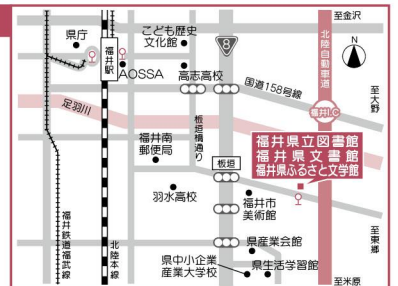 至金沢
県庁
福井駅
こども歴史
文化館
AOSSA
高志高校
8
北陸自動車道
N
国道158号線
至大野
福井I.C
足羽川
福井南
郵便局
板垣橋通り
板垣
福井県立図書館
福井県文書館
福井県ふるさと文学館
羽水高校
福井市
美術館
至東郷
福井鉄道福武線
北陸本線
県産業会館
県中小企業
産業大学校
県生活学習館
至米原